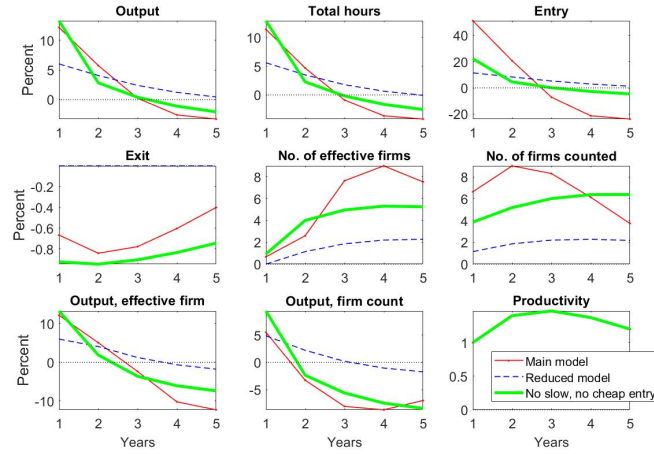 Output
Total hours
Entry
Percent
10
5
0
1 2 3 4 5
10
5
0
1 2 3 4 5
40
20
0
-20
1 2 3 4 5
Exit
No. of effective firms
No. of firms counted
Percent
-0.2
-0.4
-0.6
-0.8
1 2 3 4 5
8
6
4
2
0
1 2 3 4 5
8
6
4
2
0
1 2 3 4 5
Output, effective firm
Output, firm count
Productivity
Percent
10
0
-10
1 2 3 4 5
Years
5
0
-5
1 2 3 4 5
Years
1
0.5
0
1 2 3 4 5
Years
Main model
Reduced model
No slow, no cheap entry